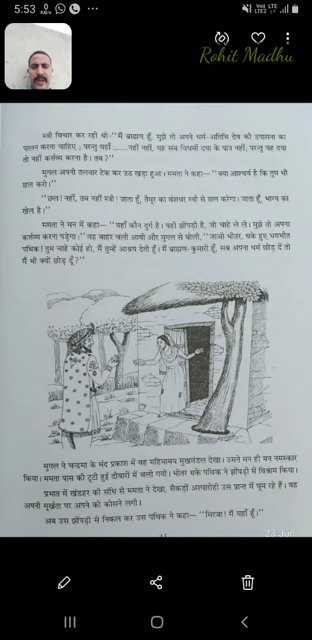 5:53
0
KB/s
Vo) LTE
LTE2
Rohit Madhu
स्त्री विचार कर रही थी-"मैं ब्राह्मण हूँ, मुझे तो अपने धर्म-अतिथि देव की उपासना का
पालन करना चाहिए ; परन्तु यहाँ ......नहीं नहीं, यह सब विधर्मी दया के पात्र नहीं, परन्तु यह दया
तो नहीं कर्त्तव्य करना है। तब ?"
मुगल अपनी तलवार टेक कर उठ खड़ा हुआ। ममता ने कहा— "क्या आश्चर्य है कि तुम भी
छल करो।"
"छल ! नहीं, तब नहीं स्त्री ! जाता हूँ, तैमूर का वंशधर स्त्री से छल करेगा। जाता हूँ, भाग्य का
खेल है।"
ममता ने मन में कहा— "यहाँ कौन दुर्ग है। यही झोंपड़ी है, जो चाहे ले ले। मुझे तो अपना
कर्त्तव्य करना पड़ेगा।" वह बाहर चली आयी और मुगल से बोली, "जाओ भीतर, थके हुए भयभीत
पथिक ! तुम चाहे कोई हो, मैं तुम्हें आश्रय देती हूँ। मैं ब्राह्मण-कुमारी हूँ, सब अपना धर्म छोड़ दें तो
मैं भी क्यों छोड़ दूँ ?"
मुगल ने चन्द्रमा के मंद प्रकाश में वह महिमामय मुखमंडल देखा। उसने मन ही मन नमस्कार
किया। ममता पास की टूटी हुई दीवारों में चली गयी। भीतर थके पथिक ने झोंपड़ी में विश्राम किया।
प्रभात में खंडहर की संधि से ममता ने देखा, सैकड़ों अश्वारोही उस प्रान्त में घूम रहे हैं। वह
अपनी मूर्खता पर अपने को कोसने लगी।
अब उस झोंपड़ी से निकल कर उस पथिक ने कहा— "मिरजा ! मैं यहाँ हूँ।"
23 Jun